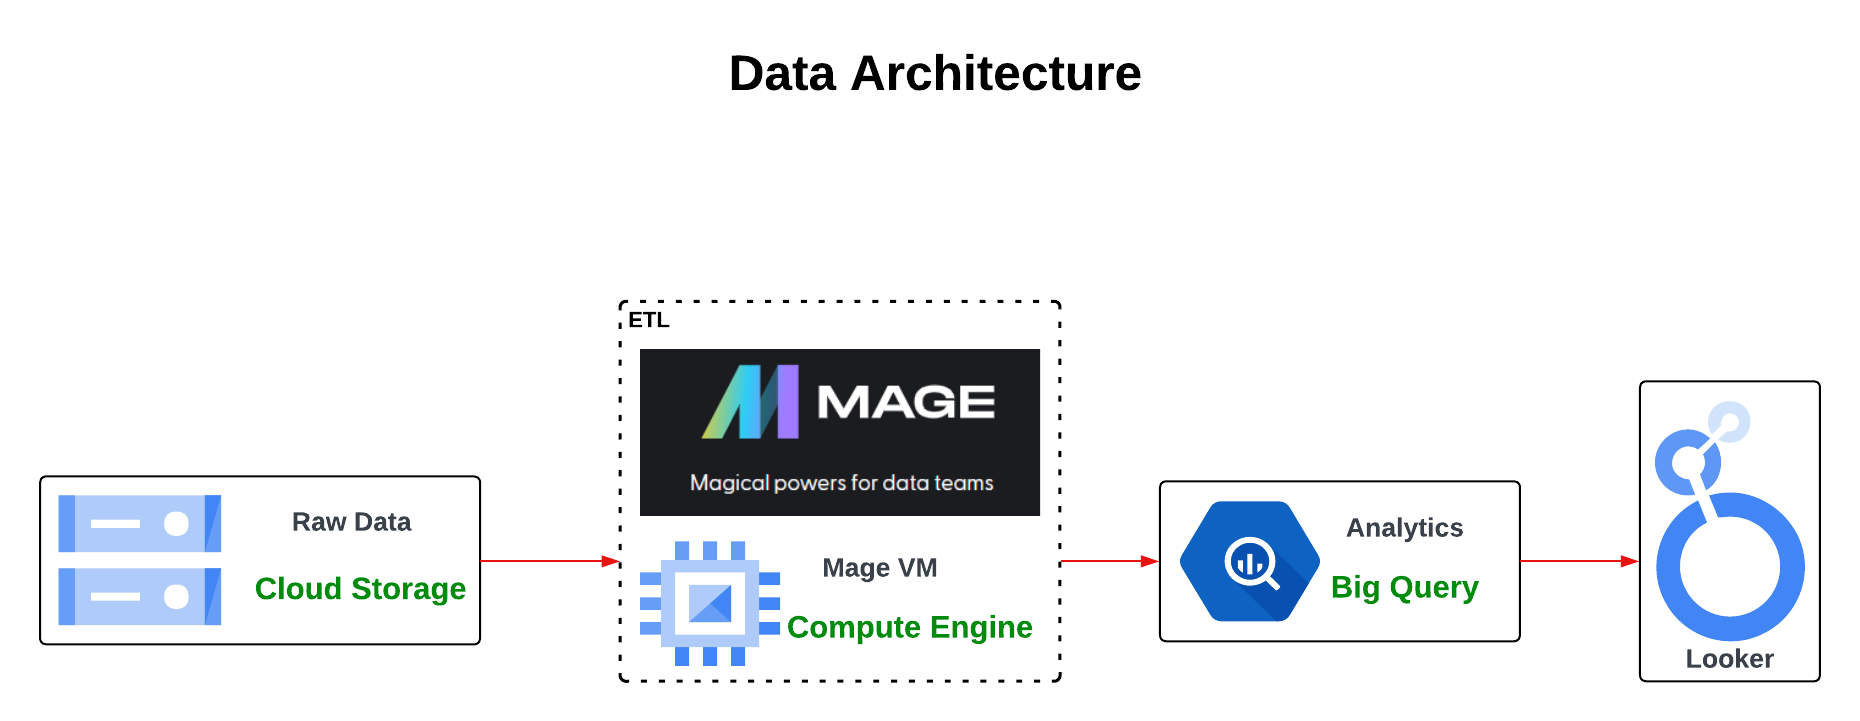 Data Architecture
ETL
MAGE
Magical powers for data teams
Raw Data
Cloud Storage
Mage VM
Compute Engine
Analytics
Big Query
Looker